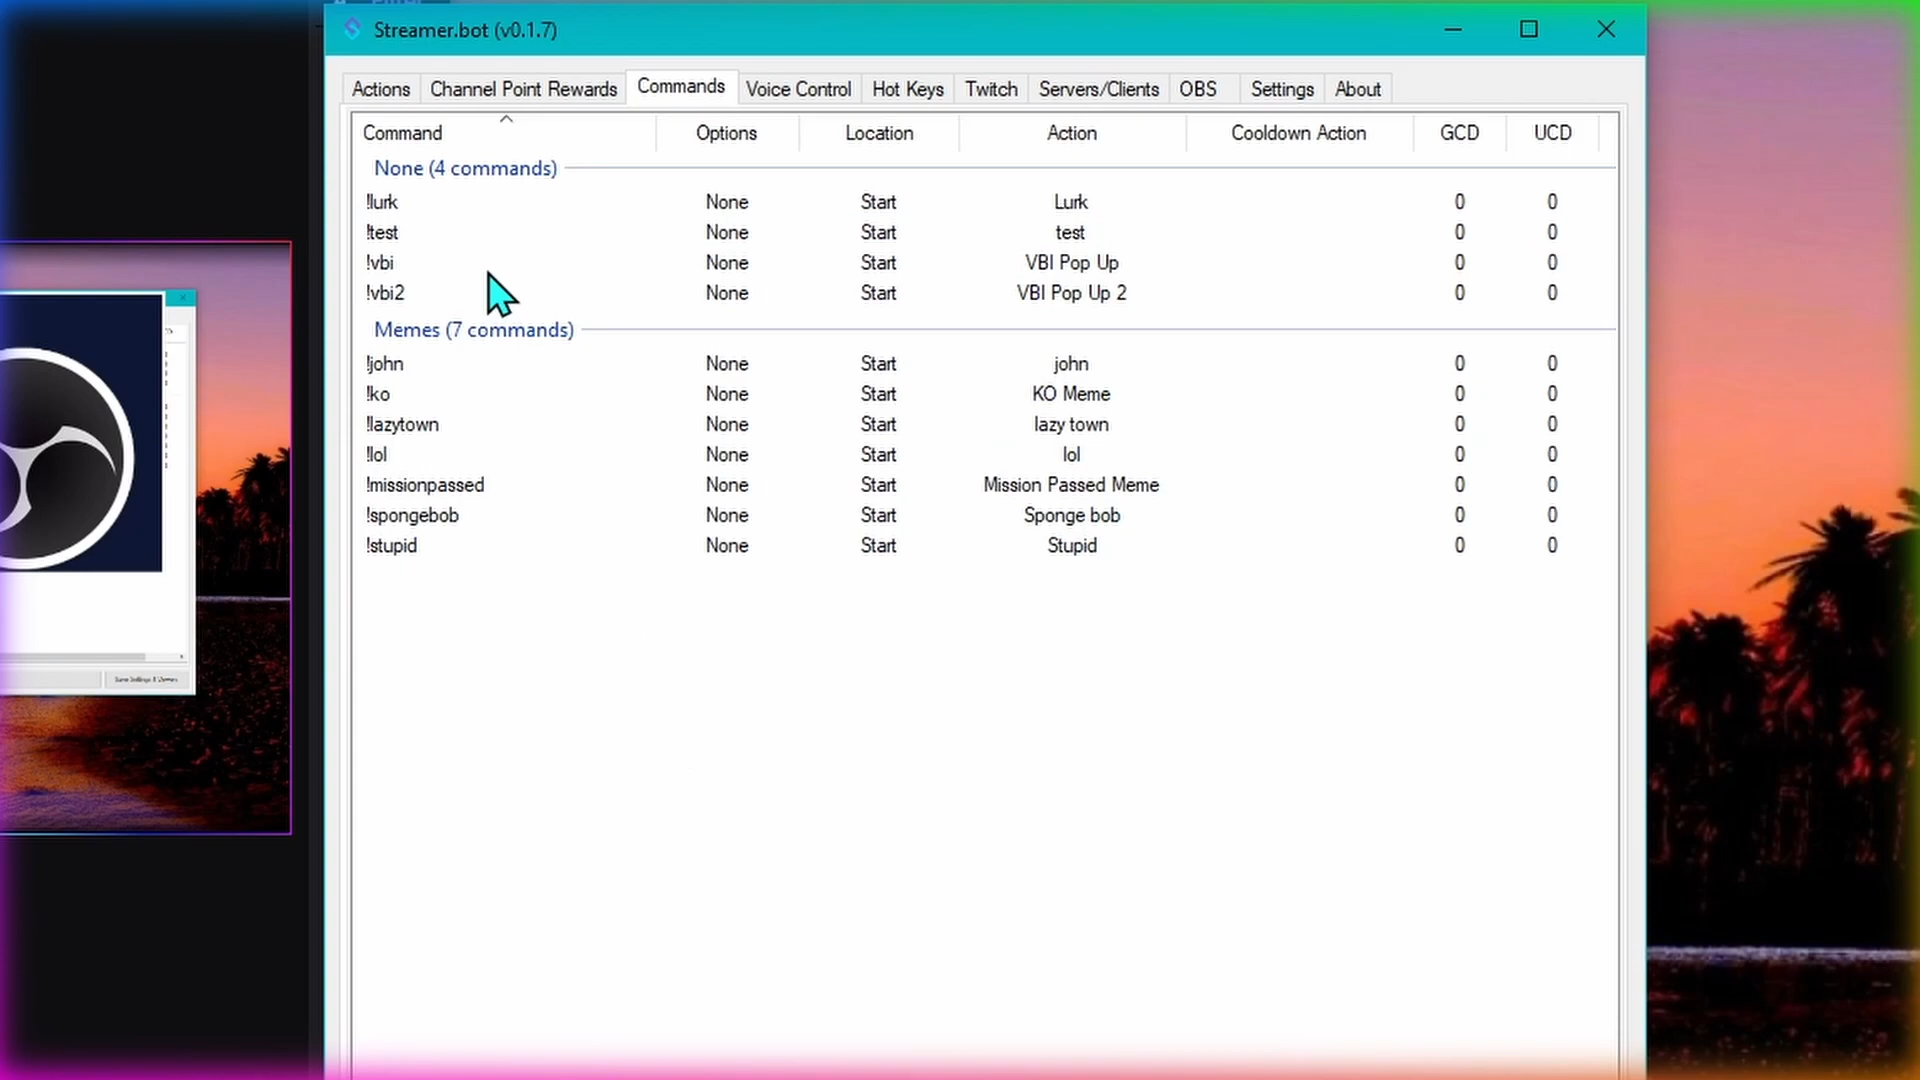 Streamer.bot (v0.1.7)
Actions Channel Point Rewards Commands Voice Control Hot Keys Twitch Servers/Clients OBS Settings About
Command Options Location Action Cooldown Action GCD UCD
None (4 commands)
!lurk None Start Lurk 0 0
!test None Start test 0 0
!vbi None Start VBI Pop Up 0 0
!vbi2 None Start VBI Pop Up 2 0 0
Memes (7 commands)
!john None Start john 0 0
!ko None Start KO Meme 0 0
!lazytown None Start lazy town 0 0
!lol None Start lol 0 0
!missionpassed None Start Mission Passed Meme 0 0
!spongebob None Start Sponge bob 0 0
!stupid None Start Stupid 0 0